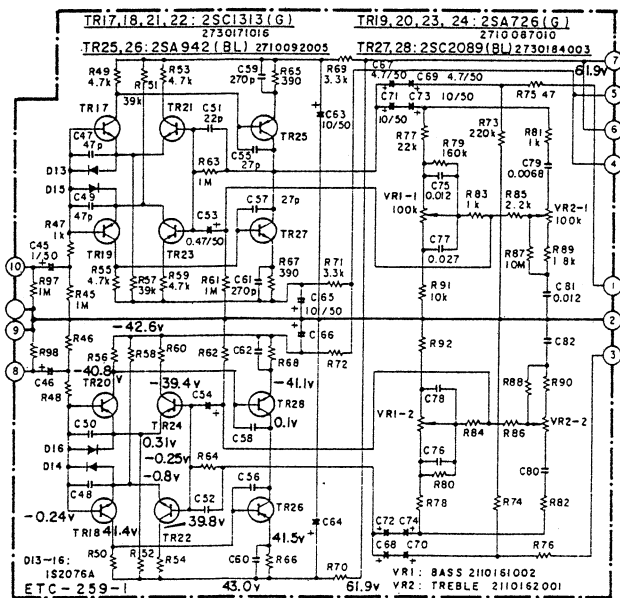 TR17, 18, 21, 22: 2SC1313(G)
2730171016
TR19, 20, 23, 24: 2SA726(G)
2710087010
TR25, 26: 2SA942 (BL) 2710092005
TR27, 28: 2SC2089(BL) 2730184003
R49 4.7k
R51 39k
R53 4.7k
C59 270p
R65 390
R69 3.3k
C67 4.7/50
C69 4.7/50
61.9v
7
5
6
4
TR17
TR21
C51 22p
TR25
C63 10/50
C71 10/50
C73 10/50
R75 47
R77 22k
R73 220k
R81 1k
C47 47p
C55 27p
R63 1M
R79 160k
C79 0.0068
D13
D15
C75 0.012
C49 47p
C57 27p
VR1-1 100k
R83 1k
R85 2.2k
VR2-1 100k
R47 1k
TR19
TR23
C53 0.47/50
TR27
C77 0.027
R87 10M
R89 1.8k
C45 1/50
R55 4.7k
R57 39k
R59 4.7k
R61 1M
C61 270p
R67 390
R71 3.3k
10
R97 1M
R45 1M
C65 10/50
R91 10k
C81 0.012
1
2
9
-42.6v
C66
R98
R46
R56
R58
R60
R62
C62
R68
R72
R92
C82
3
8
C46
R48
-40.8v
TR20
-39.4v
C54
-41.1v
TR28
R88
R90
C78
C50
TR24
0.31v
C58
0.1v
VR1-2
R84
R86
VR2-2
D16
D14
-0.25v
R64
-0.8v
C56
C76
R80
C80
C48
C52
-0.24v
TR18
41.4v
TR22
39.8v
TR26
41.5v
C64
R78
R74
R82
C72
C74
R50
R52
R54
C60
R66
R70
C68
C70
R76
D13-16:
1S2076A
ETC-259-1
43.0v
61.9v
VR1: BASS 2110161002
VR2: TREBLE 2110162001